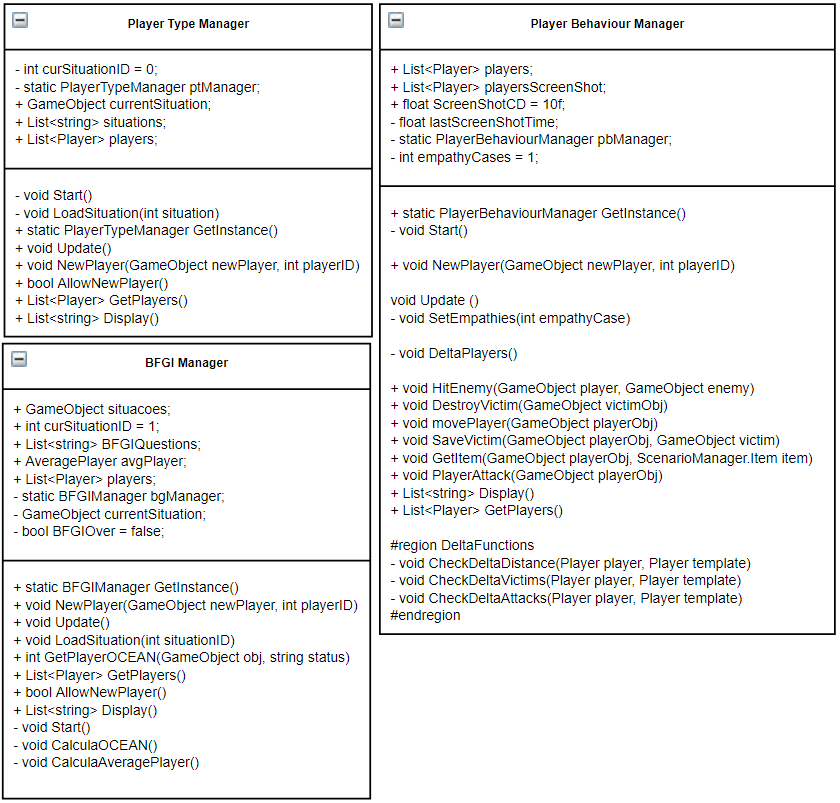 Player Type Manager
- int curSituationID = 0;
- static PlayerTypeManager ptManager;
+ GameObject currentSituation;
+ List<string> situations;
+ List<Player> players;
- void Start()
- void LoadSituation(int situation)
+ static PlayerTypeManager GetInstance()
+ void Update()
+ void NewPlayer(GameObject newPlayer, int playerID)
+ bool AllowNewPlayer()
+ List<Player> GetPlayers()
+ List<string> Display()
BFGI Manager
+ GameObject situacoes;
+ int curSituationID = 1;
+ List<string> BFGIQuestions;
+ AveragePlayer avgPlayer;
+ List<Player> players;
- static BFGIManager bgManager;
- GameObject currentSituation;
- bool BFGIOver = false;
+ static BFGIManager GetInstance()
+ void NewPlayer(GameObject newPlayer, int playerID)
+ void Update()
+ void LoadSituation(int situationID)
+ int GetPlayerOCEAN(GameObject obj, string status)
+ List<Player> GetPlayers()
+ bool AllowNewPlayer()
+ List<string> Display()
- void Start()
- void CalculaOCEAN()
- void CalculaAveragePlayer()
Player Behaviour Manager
+ List<Player> players;
+ List<Player> playersScreenShot;
+ float ScreenShotCD = 10f;
- float lastScreenShotTime;
- static PlayerBehaviourManager pbManager;
- int empathyCases = 1;
+ static PlayerBehaviourManager GetInstance()
- void Start()
+ void NewPlayer(GameObject newPlayer, int playerID)
void Update ()
- void SetEmpathies(int empathyCase)
- void DeltaPlayers()
+ void HitEnemy(GameObject player, GameObject enemy)
+ void DestroyVictim(GameObject victimObj)
+ void movePlayer(GameObject playerObj)
+ void SaveVictim(GameObject playerObj, GameObject victim)
+ void GetItem(GameObject playerObj, ScenarioManager.Item item)
+ void PlayerAttack(GameObject playerObj)
+ List<string> Display()
+ List<Player> GetPlayers()
#region DeltaFunctions
- void CheckDeltaDistance(Player player, Player template)
- void CheckDeltaVictims(Player player, Player template)
- void CheckDeltaAttacks(Player player, Player template)
#endregion